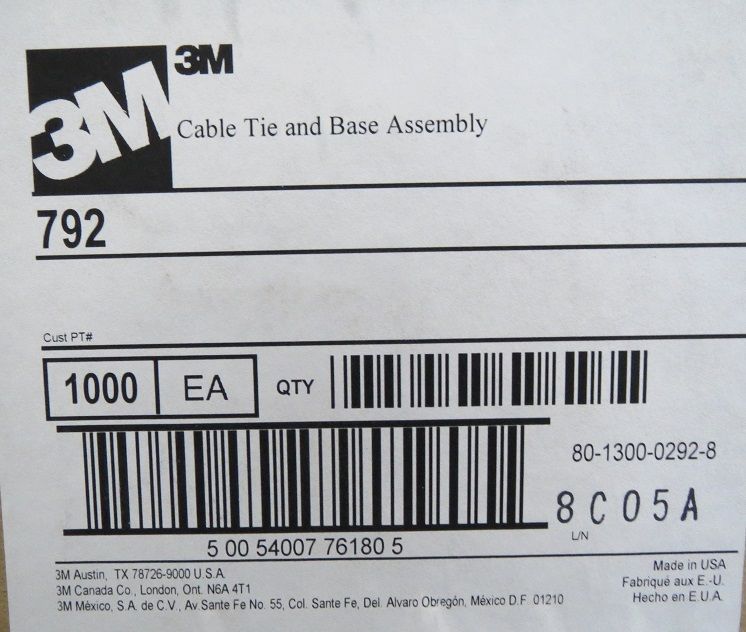 3M
3M
Cable Tie and Base Assembly
792
Cust PT#
1000 EA QTY
80-1300-0292-8
8C05A
L/N
5 00 54007 76180 5
3M Austin, TX 78726-9000 U.S.A.
3M Canada Co., London, Ont. N6A 4T1
3M México, S.A. de C.V., Av.Sante Fe No. 55, Col. Sante Fe, Del. Alvaro Obregón, México D.F. 01210
Made in USA
Fabriqué aux E.-U.
Hecho en E.U.A.